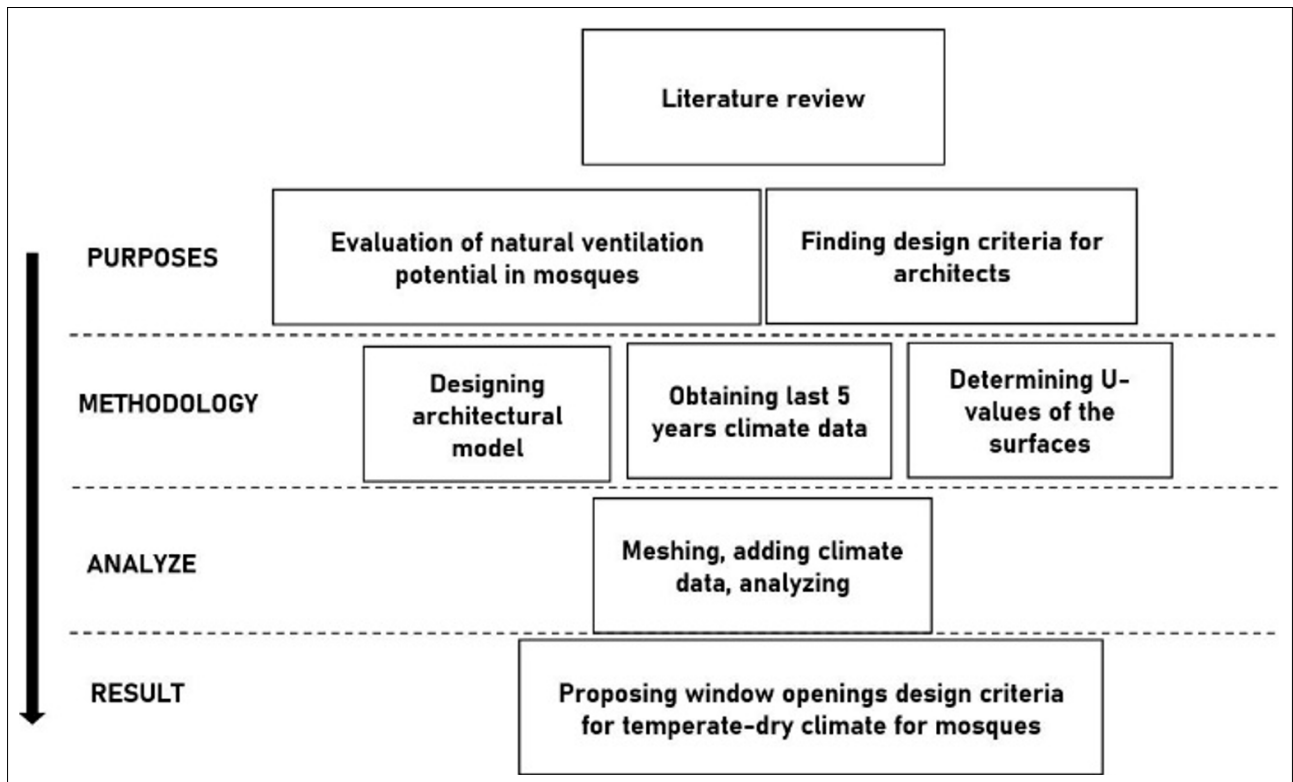 Literature review
PURPOSES
Evaluation of natural ventilation
potential in mosques
Finding design criteria for
architects
METHODOLOGY
Designing
architectural
model
Obtaining last 5
years climate data
Determining U-
values of the
surfaces
ANALYZE
Meshing, adding climate
data, analyzing
RESULT
Proposing window openings design criteria
for temperate-dry climate for mosques